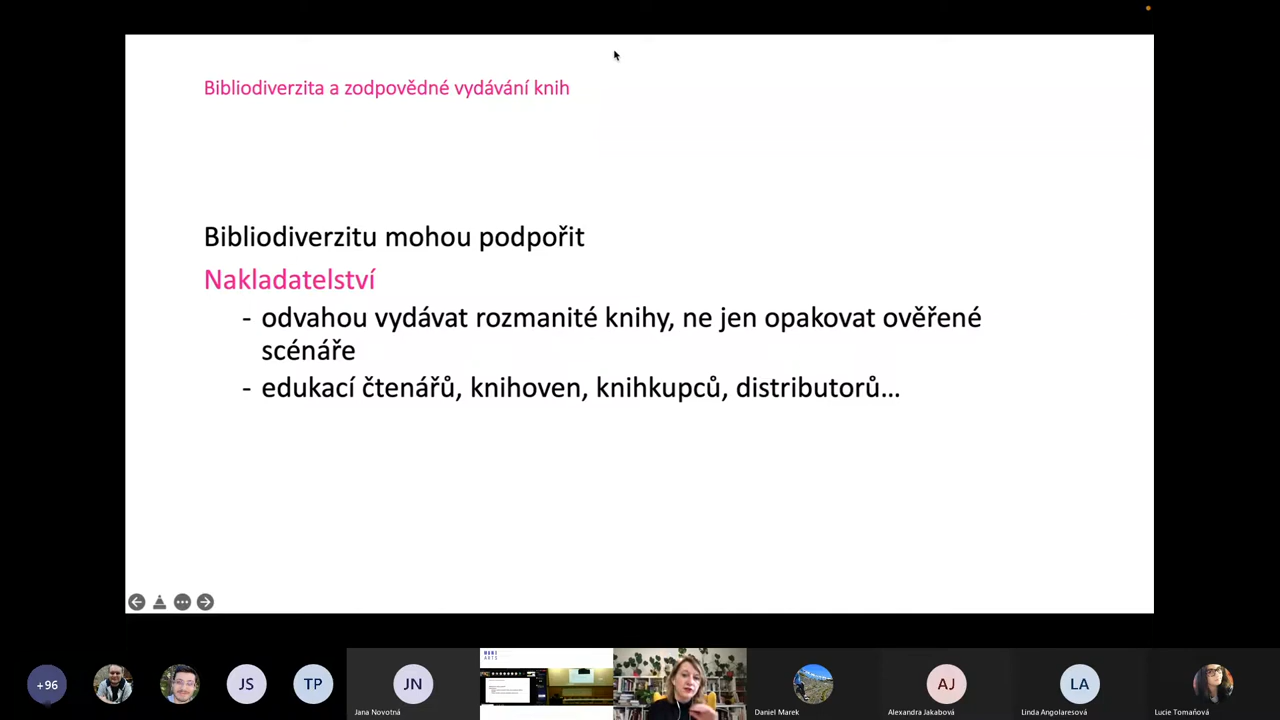 Bibliodiverzita a zodpovědné vydávání knih
Bibliodiverzitu mohou podpořit
Nakladatelství
- odvahou vydávat rozmanité knihy, ne jen opakovat ověřené
scénáře
- edukací čtenářů, knihoven, knihkupců, distributorů…
+96
JS
TP
JN
Jana Novotná
MUNI
ARTS
Daniel Marek
AJ
Alexandra Jakabová
LA
Linda Angolaresová
Lucie Tomaňová